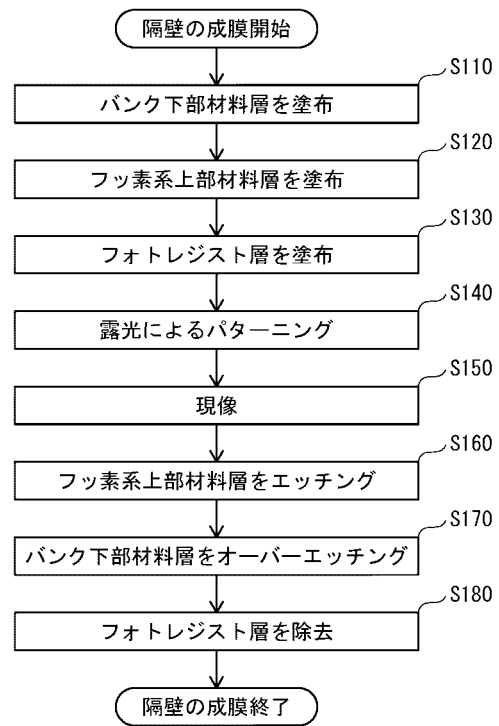 隔壁の成膜開始
S110
バンク下部材料層を塗布
S120
フッ素系上部材料層を塗布
S130
フォトレジスト層を塗布
S140
露光によるパターニング
S150
現像
S160
フッ素系上部材料層をエッチング
S170
バンク下部材料層をオーバーエッチング
S180
フォトレジスト層を除去
隔壁の成膜終了